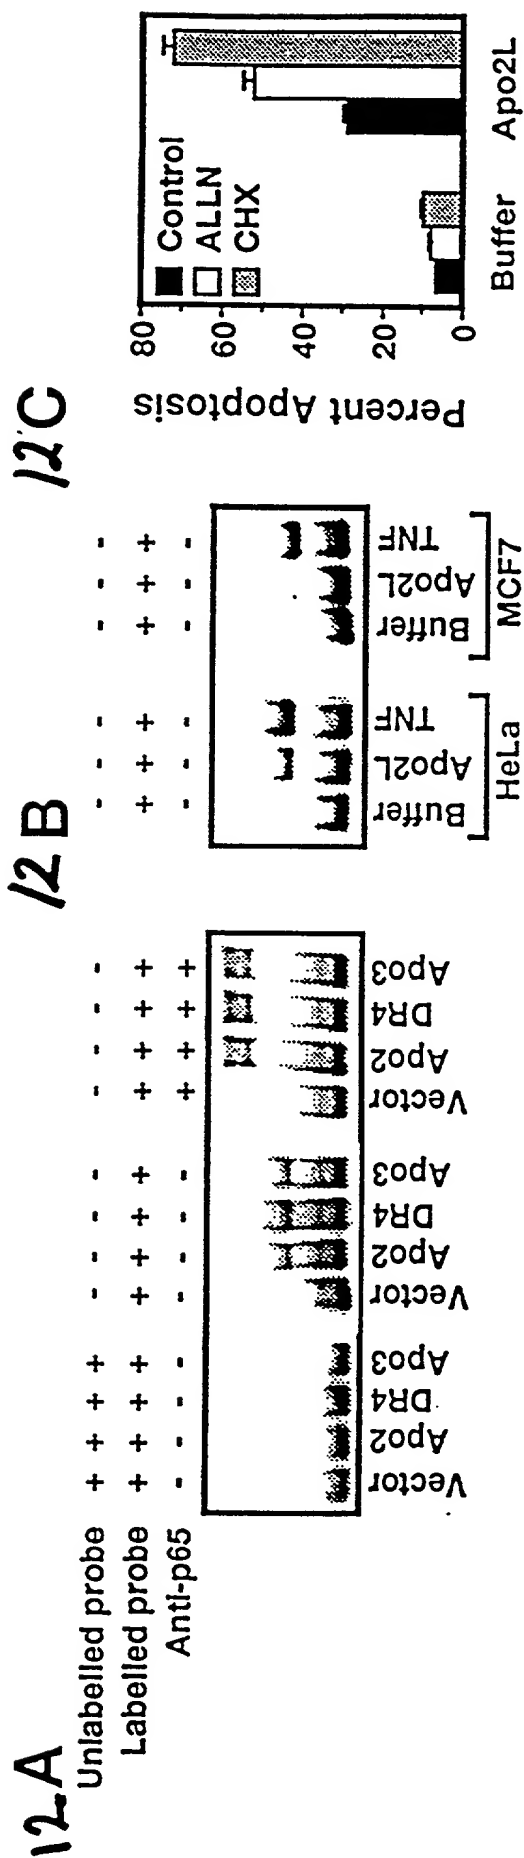 12A
Unlabelled probe + + + + - - - - - - - -
Labelled probe + + + + + + + + + + + +
Anti-p65 - - - - - - - - + + + +
Vector Apo2 DR4 Apo3 Vector Apo2 DR4 Apo3 Vector Apo2 DR4 Apo3
12B
- - - - - -
+ + + + + +
- - - - - -
Buffer Apo2L TNF Buffer Apo2L TNF
HeLa MCF7
12C
Percent Apoptosis
80
60
40
20
0
Control
ALLN
CHX
Buffer Apo2L